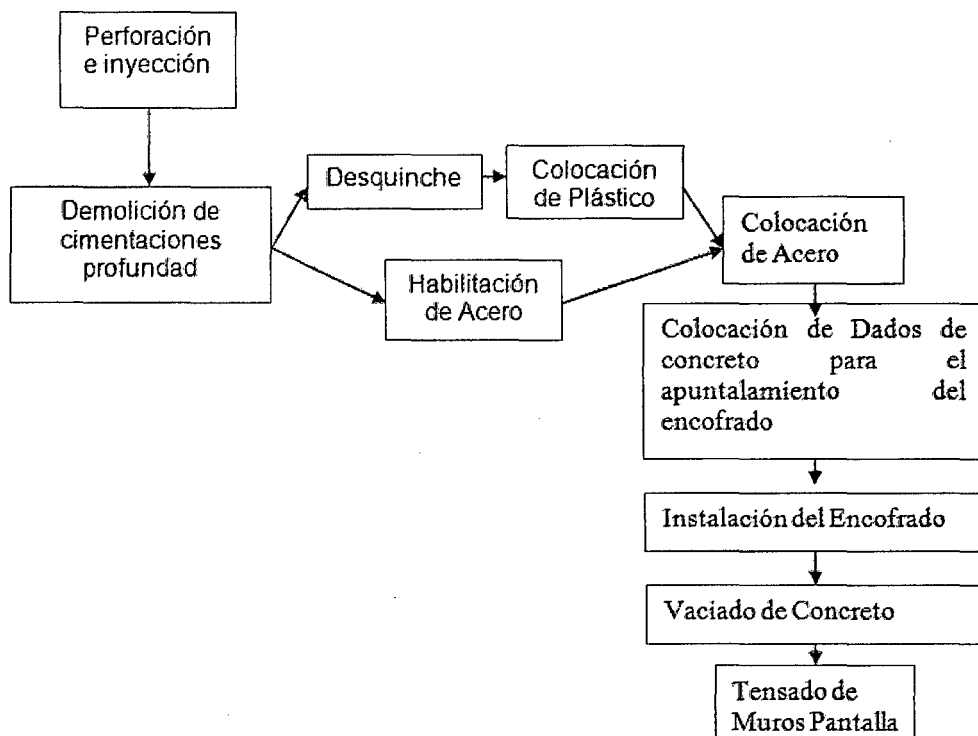 Perforación
e inyección
Demolición de
cimentaciones
profundad
Desquinche
Colocación
de Plástico
Habilitación
de Acero
Colocación
de Acero
Colocación de Dados de
concreto para el
apuntalamiento del
encofrado
Instalación del Encofrado
Vaciado de Concreto
Tensado de
Muros Pantalla